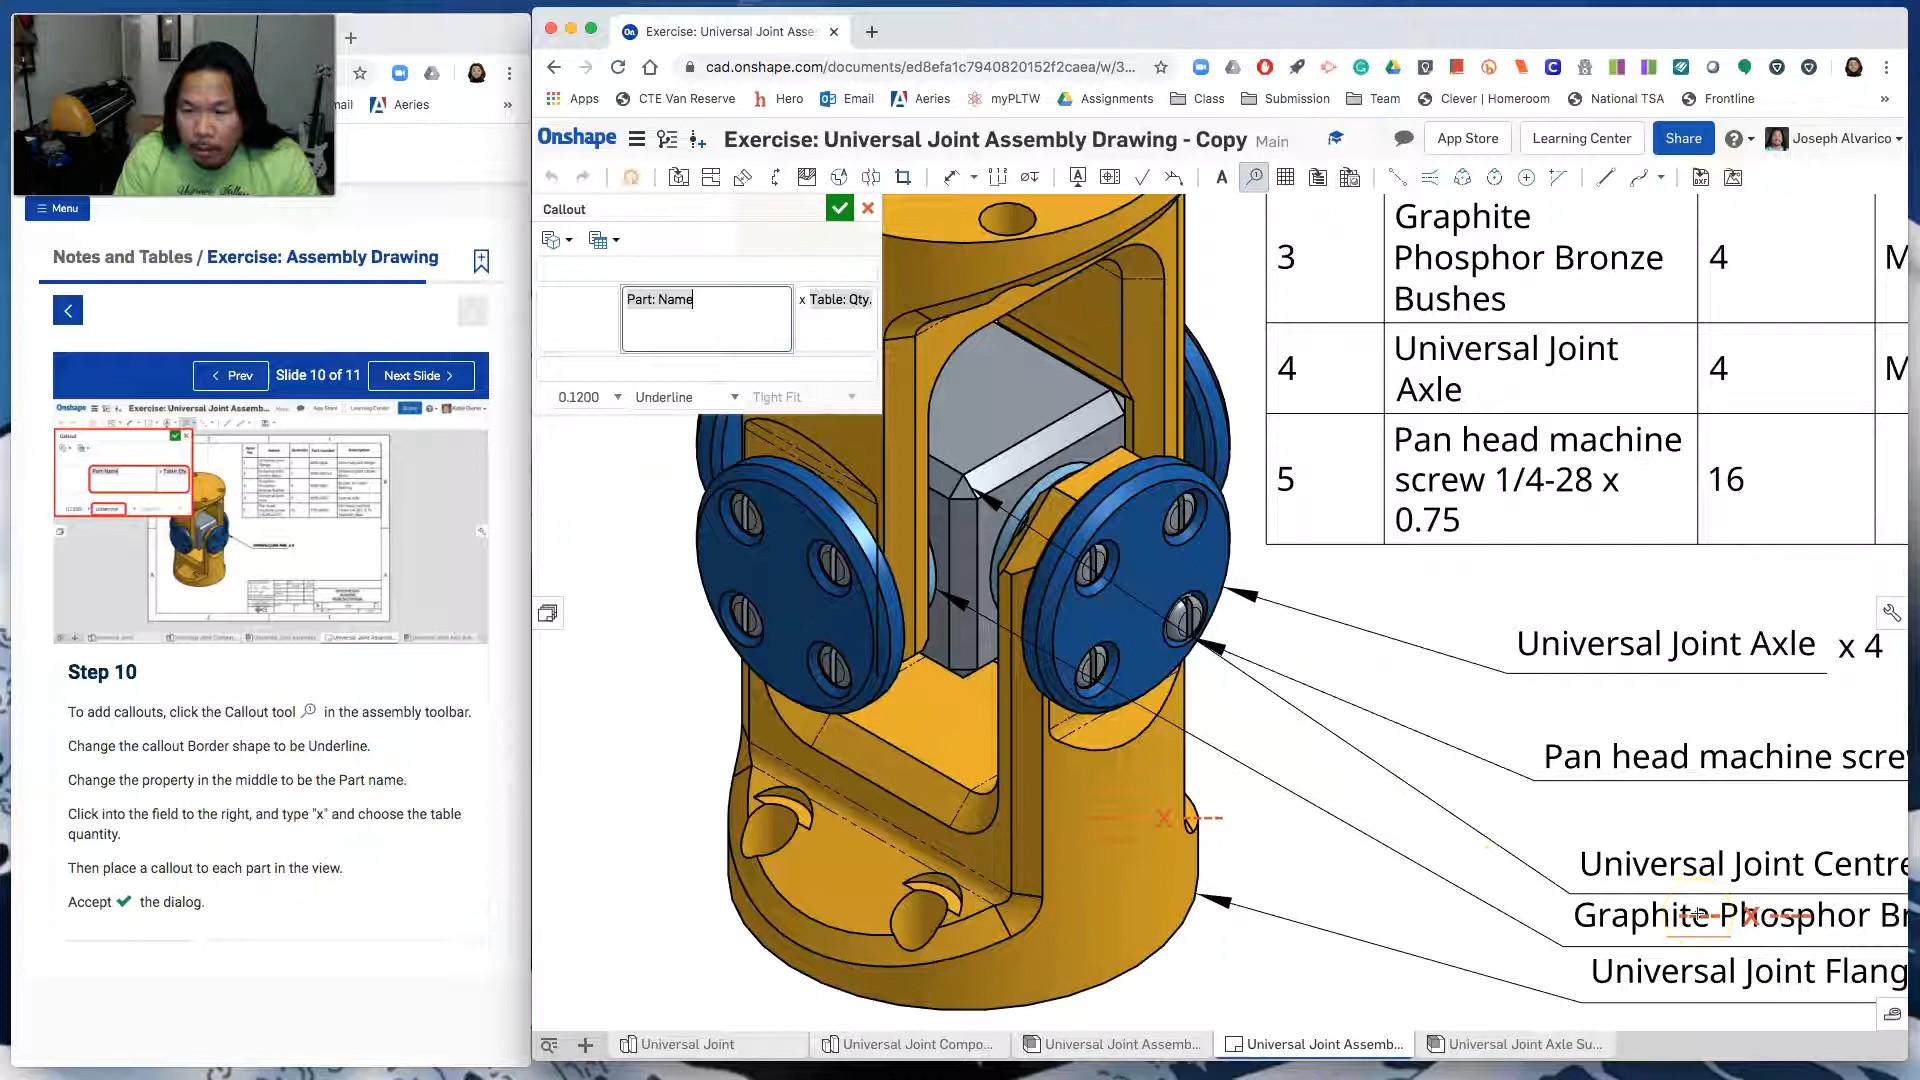 Exercise: Universal Joint Asse
cad.onshape.com/documents/ed8efa1c7940820152f2caea/w/3...
Aeries
»
Apps
CTE Van Reserve
Hero
Email
Aeries
myPLTW
Assignments
Class
Submission
Team
Clever | Homeroom
National TSA
Frontline
»
Onshape
Exercise: Universal Joint Assembly Drawing - Copy
Main
App Store
Learning Center
Share
Joseph Alvarico
Menu
Notes and Tables / Exercise: Assembly Drawing
Prev
Slide 10 of 11
Next Slide
Step 10
To add callouts, click the Callout tool in the assembly toolbar.
Change the callout Border shape to be Underline.
Change the property in the middle to be the Part name.
Click into the field to the right, and type "x" and choose the table
quantity.
Then place a callout to each part in the view.
Accept the dialog.
Callout
Part: Name
x Table: Qty.
0.1200
Underline
Tight Fit
3
Graphite
Phosphor Bronze
Bushes
4
M
4
Universal Joint
Axle
4
M
5
Pan head machine
screw 1/4-28 x
0.75
16
Universal Joint Axle x 4
Pan head machine screw
Universal Joint Centre
Graphite Phosphor Br
Universal Joint Flang
Universal Joint
Universal Joint Compo...
Universal Joint Assemb...
Universal Joint Assemb...
Universal Joint Axle Su...